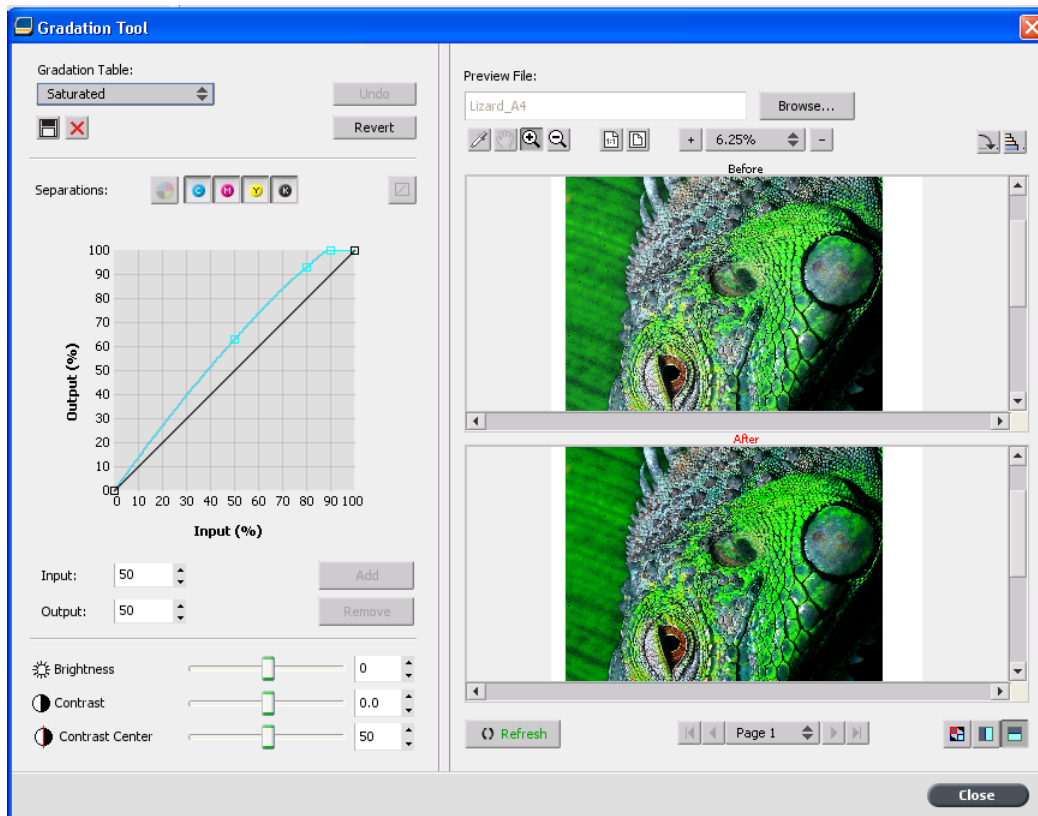 Gradation Tool
Gradation Table:
Saturated
Undo
Revert
Separations:
C M Y K
100
90
80
70
60
50
40
30
20
10
0
0 10 20 30 40 50 60 70 80 90 100
Output (%)
Input (%)
Input: 50 Add
Output: 50 Remove
Brightness 0
Contrast 0.0
Contrast Center 50
Preview File:
Lizard_A4 Browse...
1:1 + 6.25% −
Before
After
Refresh Page 1
Close